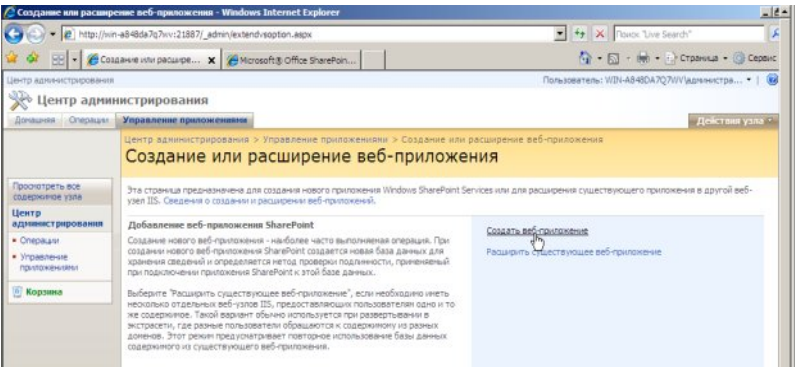 Создание или расширение веб-приложения - Windows Internet Explorer
http://win-a848da7q7wv:21887/_admin/extendvsoption.aspx
Поиск "Live Search"
Создание или расшире...
Microsoft® Office SharePoin...
Страница
Сервис
Центр администрирования
Пользователь: WIN-A848DA7Q7WV\администра...
Центр администрирования
Домашняя
Операции
Управление приложениями
Действия узла
Центр администрирования > Управление приложениями > Создание или расширение веб-приложения
Создание или расширение веб-приложения
Просмотреть все
содержимое узла
Центр
администрирования
Операции
Управление
приложениями
Корзина
Эта страница предназначена для создания нового приложения Windows SharePoint Services или для расширения существующего приложения в другой веб-
узел IIS. Сведения о создании и расширении веб-приложений.
Добавление веб-приложения SharePoint
Создание нового веб-приложения - наиболее часто выполняемая операция. При
создании нового веб-приложения SharePoint создается новая база данных для
хранения сведений и определяется метод проверки подлинности, применяемый
при подключении приложения SharePoint к этой базе данных.
Выберите "Расширить существующее веб-приложение", если необходимо иметь
несколько отдельных веб-узлов IIS, предоставляющих пользователям одно и то
же содержимое. Такой вариант обычно используется при развертывании в
экстрасети, где разные пользователи обращаются к содержимому из разных
доменов. Этот режим предусматривает повторное использование базы данных
содержимого из существующего веб-приложения.
Создать веб-приложение
Расширить существующее веб-приложение